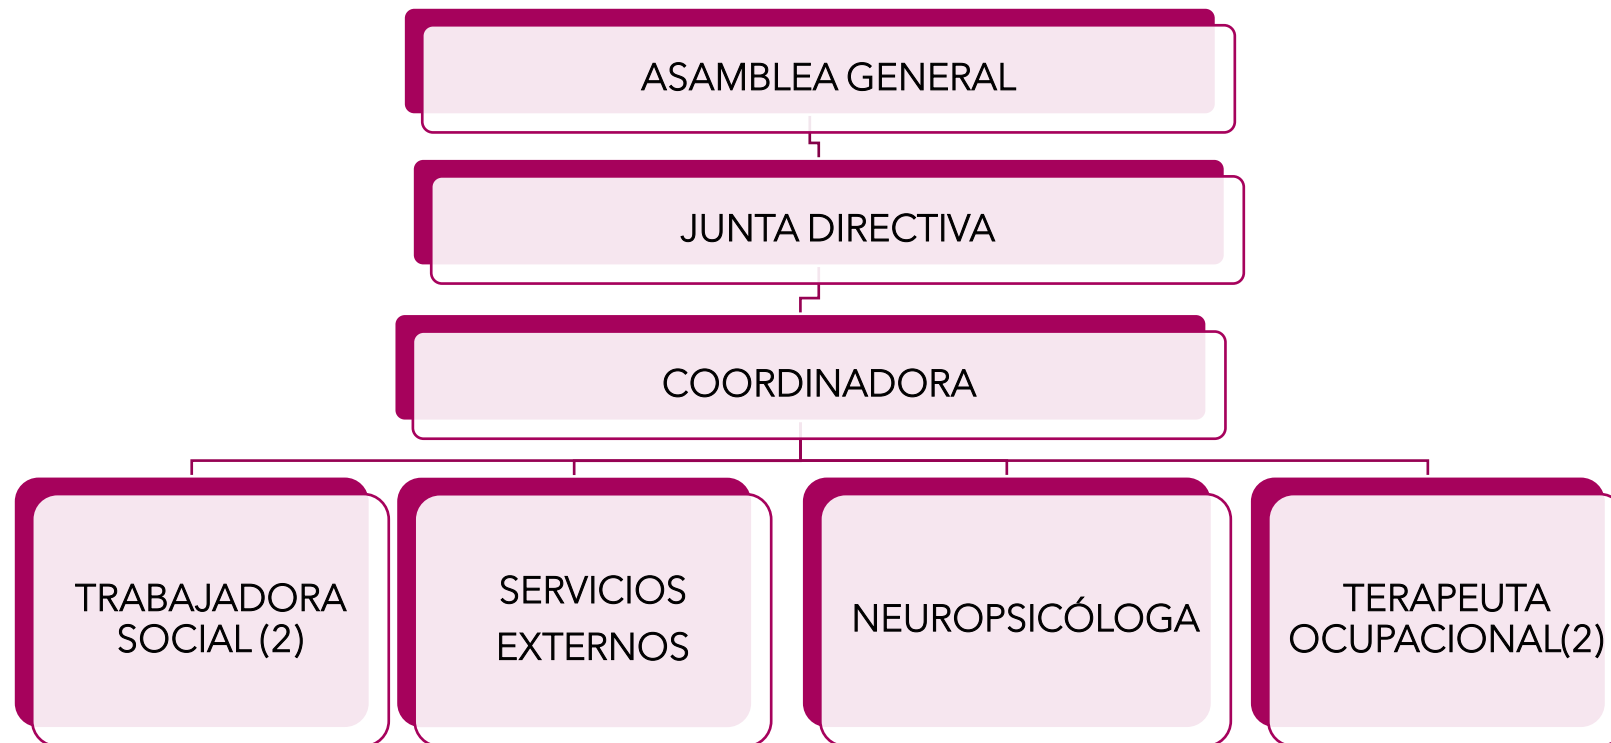 ASAMBLEA GENERAL
JUNTA DIRECTIVA
COORDINADORA
TRABAJADORA
SOCIAL (2)
SERVICIOS
EXTERNOS
NEUROPSICÓLOGA
TERAPEUTA
OCUPACIONAL(2)